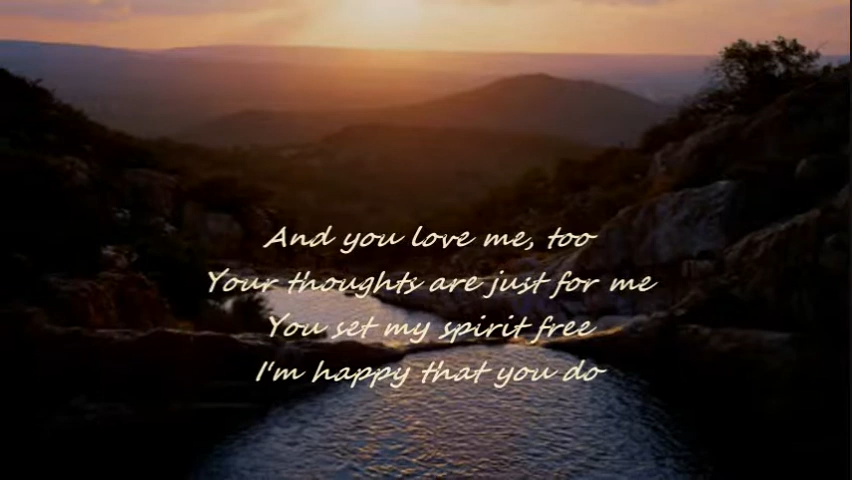 And you love me, too
Your thoughts are just for me
You set my spirit free
I'm happy that you do